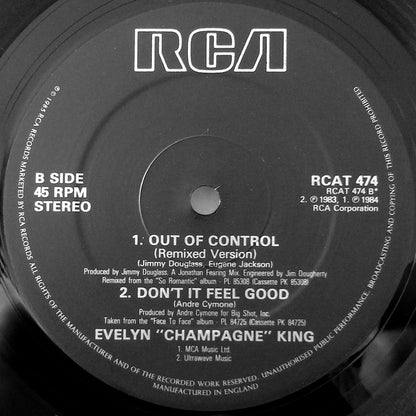 RCA
B SIDE
45 RPM
STEREO
RCAT 474
RCAT 474 B*
2. ℗ 1983, 1. ℗ 1984
RCA Corporation
1. OUT OF CONTROL
(Remixed Version)
(Jimmy Douglass, Eugene Jackson)
Produced by Jimmy Douglass. A Jonathan Fearing Mix. Engineered by Jim Dougherty
Remixed from the "So Romantic" album - PL 85308 (Cassette PK 85308)
2. DON'T IT FEEL GOOD
(Andre Cymone)
Produced by Andre Cymone for Big Shot, Inc.
Taken from the "Face To Face" album - PL 84725 (Cassette PK 84725)
EVELYN "CHAMPAGNE" KING
1. MCA Music Ltd.
2. Ultrawave Music
© 1985 RCA RECORDS
MARKETED BY RCA RECORDS. ALL RIGHTS OF THE MANUFACTURER AND OF THE RECORDED WORK RESERVED. UNAUTHORISED PUBLIC PERFORMANCE, BROADCASTING AND COPYING OF THIS RECORD PROHIBITED
MANUFACTURED IN ENGLAND